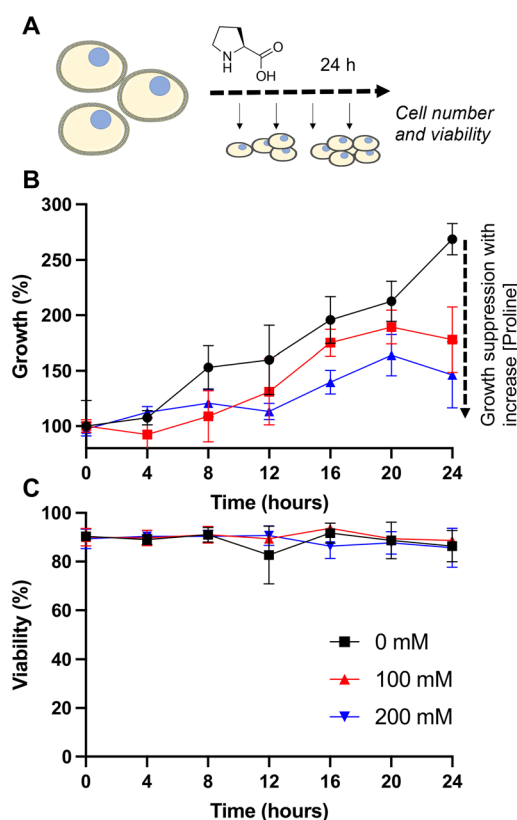 A
N
H
O
OH
24 h
Cell number
and viability
B
Growth (%)
300
250
200
150
100
0
4
8
12
16
20
24
Time (hours)
Growth suppression with
increase [Proline]
C
Viability (%)
100
80
60
40
20
0
0 mM
100 mM
200 mM
0
4
8
12
16
20
24
Time (hours)